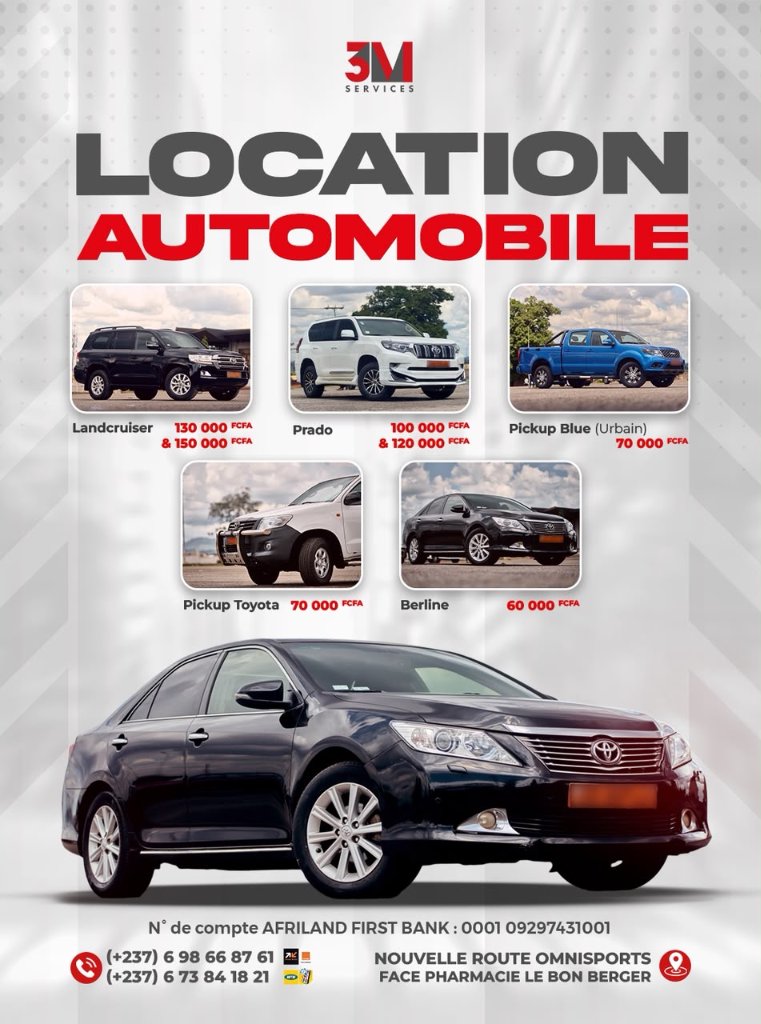 3M
SERVICES
LOCATION
AUTOMOBILE
Landcruiser 130 000 FCFA
& 150 000 FCFA
Prado 100 000 FCFA
& 120 000 FCFA
Pickup Blue (Urbain)
70 000 FCFA
Pickup Toyota 70 000 FCFA
Berline 60 000 FCFA
N° de compte AFRILAND FIRST BANK : 0001 09297431001
(+237) 6 98 66 87 61
(+237) 6 73 84 18 21
NOUVELLE ROUTE OMNISPORTS
FACE PHARMACIE LE BON BERGER